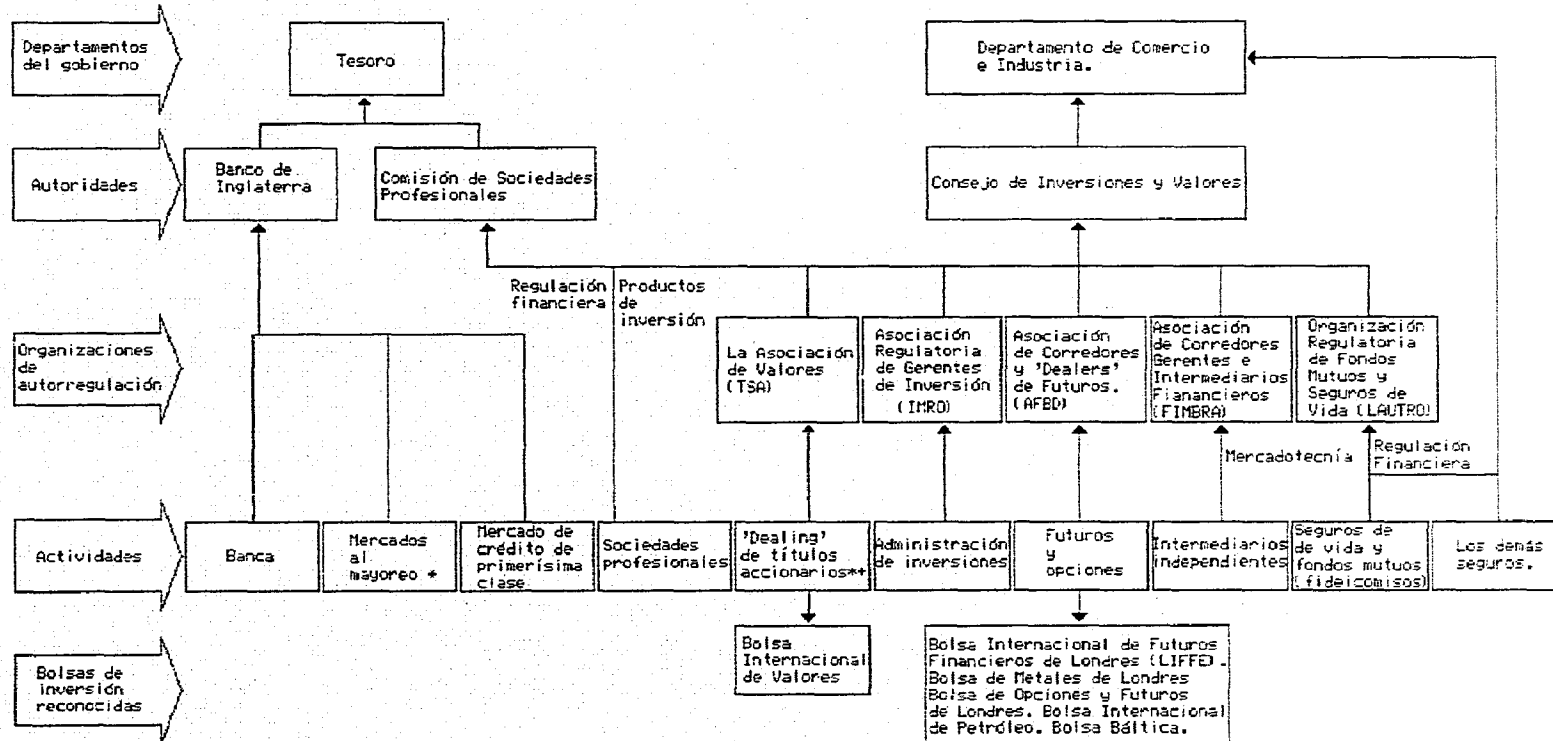 Departamentos
del gobierno
Tesoro
Departamento de Comercio
e Industria.
Autoridades
Banco de
Inglaterra
Comisión de Sociedades
Profesionales
Consejo de Inversiones y Valores
Regulación
financiera
Productos
de
inversión
Organizaciones
de
autorregulación
La Asociación
de Valores
(TSA)
Asociación
Regulatoria
de Gerentes
de Inversión
(IMRO)
Asociación
de Corredores
y 'Dealers'
de Futuros.
(AFBD)
Asociación
de Corredores
Gerentes e
Intermediarios
Fianancieros
(FIMBRA)
Organización
Regulatoria
de Fondos
Mutuos y
Seguros de
Vida (LAUTRO)
Mercadotecnía
Regulación
Financiera
Actividades
Banca
Mercados
al
mayoreo *
Mercado de
crédito de
primerísima
clase
Sociedades
profesionales
'Dealing'
de títulos
accionarios*+
Administración
de inversiones
Futuros
y
opciones
Intermediarios
independientes
Seguros de
de vida y
fondos mutuos
(fideicomisos)
Los demás
seguros.
Bolsas de
inversión
reconocidas
Bolsa
Internacional
de Valores
Bolsa Internacional de Futuros
Financieros de Londres (LIFFE).
Bolsa de Metales de Londres
Bolsa de Opciones y Futuros
de Londres. Bolsa Internacional
de Petróleo. Bolsa Báltica.